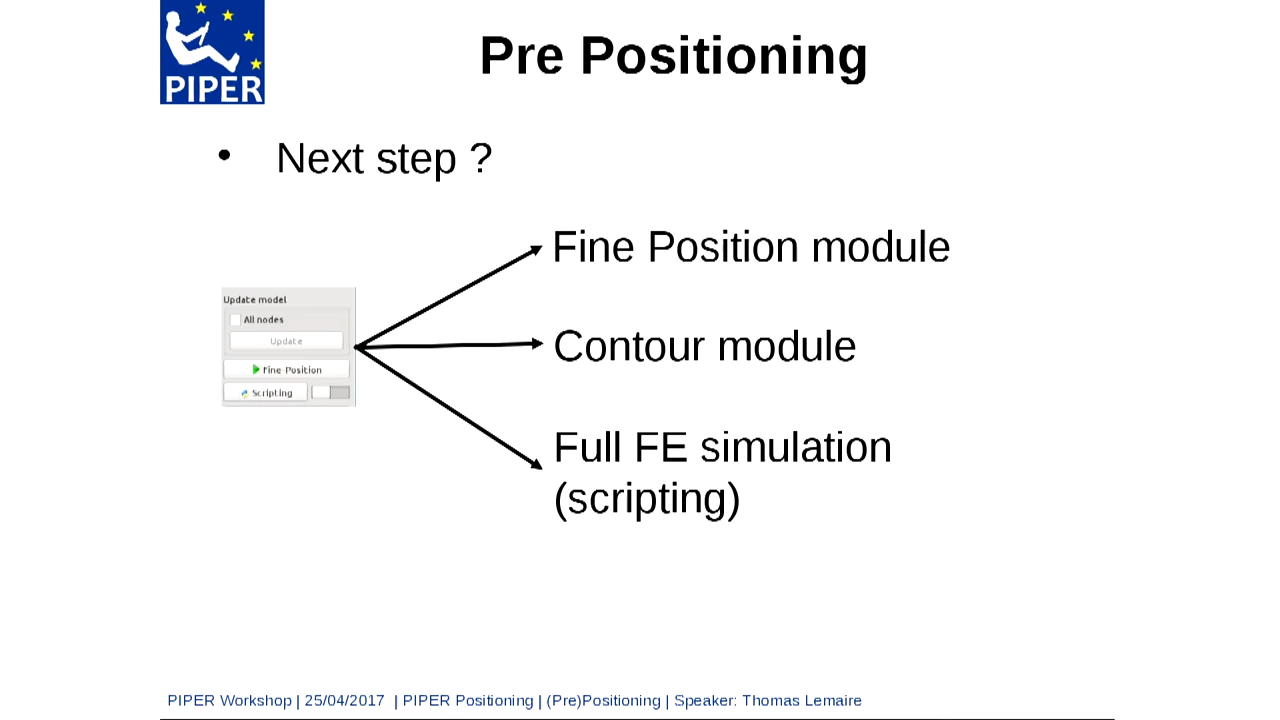 PIPER
Pre Positioning
• Next step ?
Fine Position module
Update model
All nodes
Update
Fine-Position
Scripting
Contour module
Full FE simulation
(scripting)
PIPER Workshop | 25/04/2017 | PIPER Positioning | (Pre)Positioning | Speaker: Thomas Lemaire